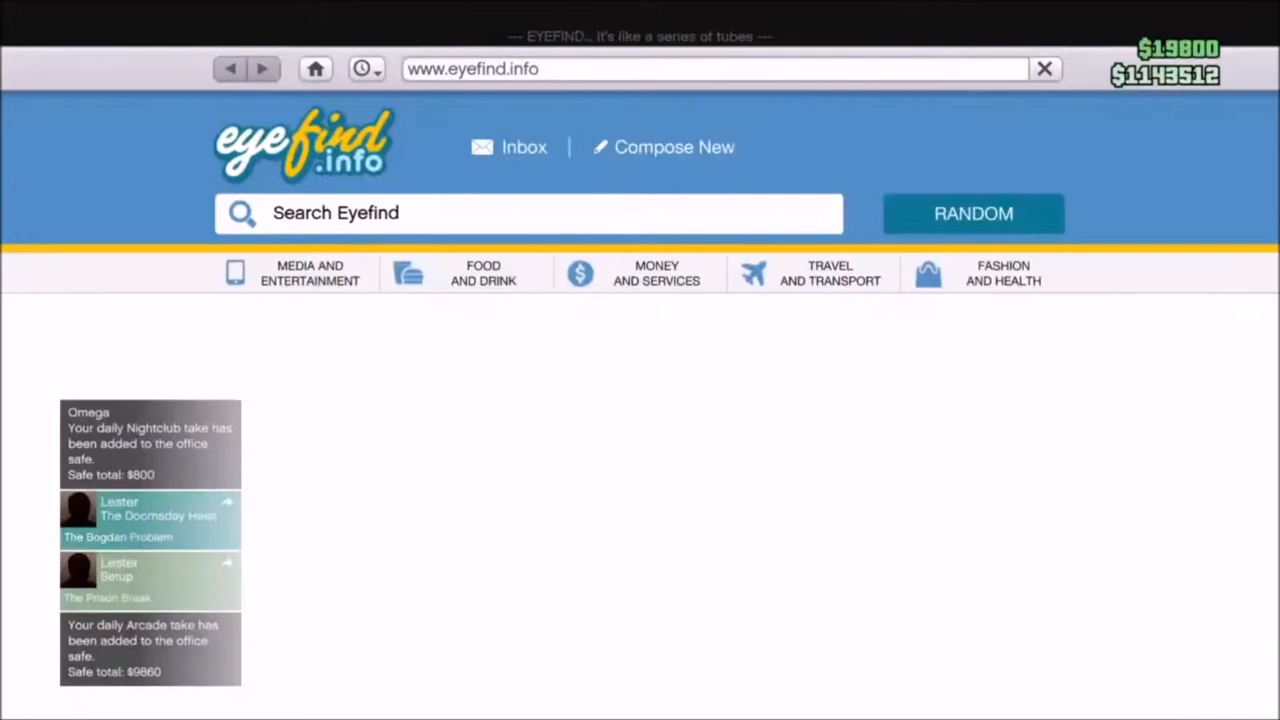 --- EYEFIND... It's like a series of tubes ---
$19800
$1143512
www.eyefind.info
eyefind
.info
Inbox
Compose New
Search Eyefind
RANDOM
MEDIA AND
ENTERTAINMENT
FOOD
AND DRINK
MONEY
AND SERVICES
TRAVEL
AND TRANSPORT
FASHION
AND HEALTH
Omega
Your daily Nightclub take has
been added to the office
safe.
Safe total: $800
Lester
The Doomsday Heist
The Bogdan Problem
Lester
Setup
The Prison Break
Your daily Arcade take has
been added to the office
safe.
Safe total: $9860